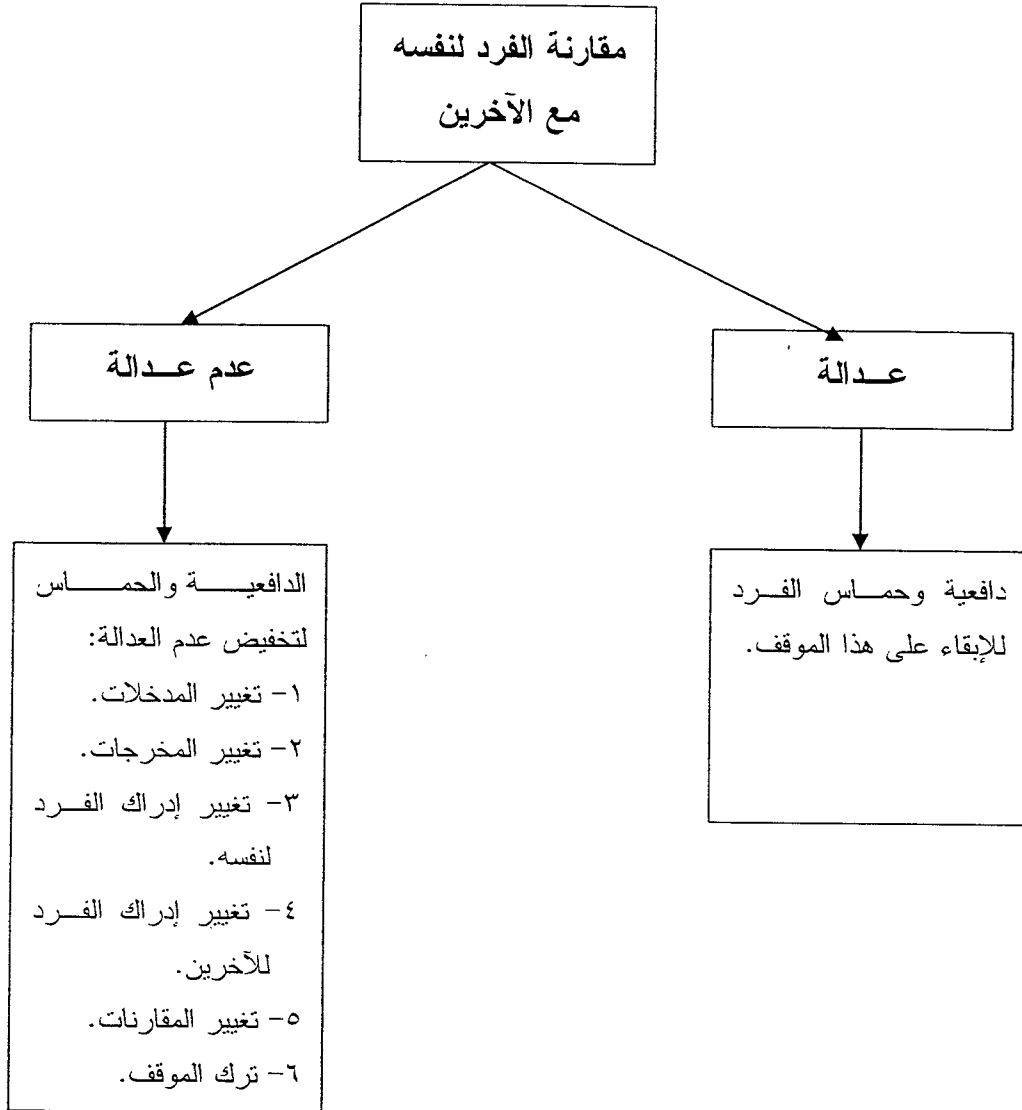 مقارنة الفرد لنفسه
مع الآخرين
عدالة
عدم عدالة
دافعية وحماس الفرد
للإبقاء على هذا الموقف.
الدافعية والحماس
لتخفيض عدم العدالة:
١- تغيير المدخلات.
٢- تغيير المخرجات.
٣- تغيير إدراك الفرد
لنفسه.
٤- تغيير إدراك الفرد
للآخرين.
٥- تغيير المقارنات.
٦- ترك الموقف.